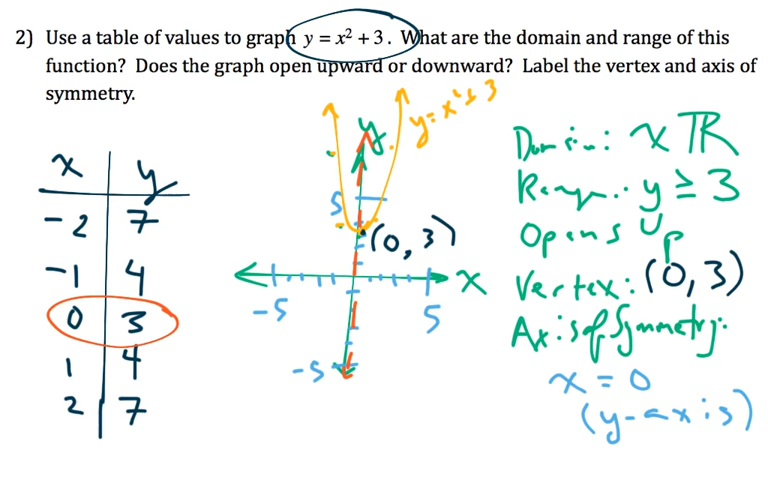 2) Use a table of values to graph y = x² + 3. What are the domain and range of this
function? Does the graph open upward or downward? Label the vertex and axis of
symmetry.
x y
-2 7
-1 4
0 3
1 4
2 7
y = x² + 3
y
5
(0, 3)
x
-5
5
-5
Domain: x ℝ
Range: y ≥ 3
Opens Up
Vertex: (0, 3)
Axis of Symmetry:
x = 0
(y-axis)